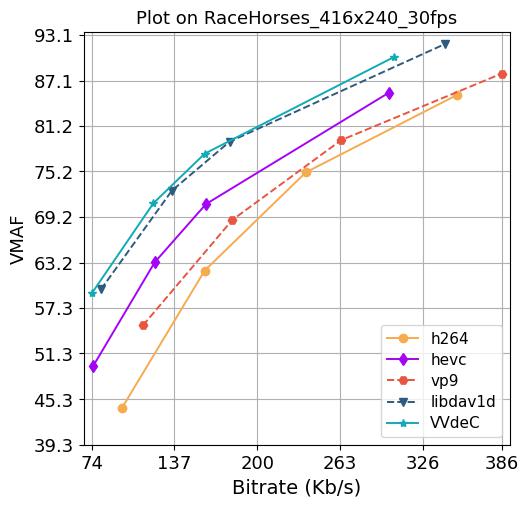 Plot on RaceHorses_416x240_30fps
VMAF
93.1
87.1
81.2
75.2
69.2
63.2
57.3
51.3
45.3
39.3
h264
hevc
vp9
libdav1d
VVdeC
74 137 200 263 326 386
Bitrate (Kb/s)